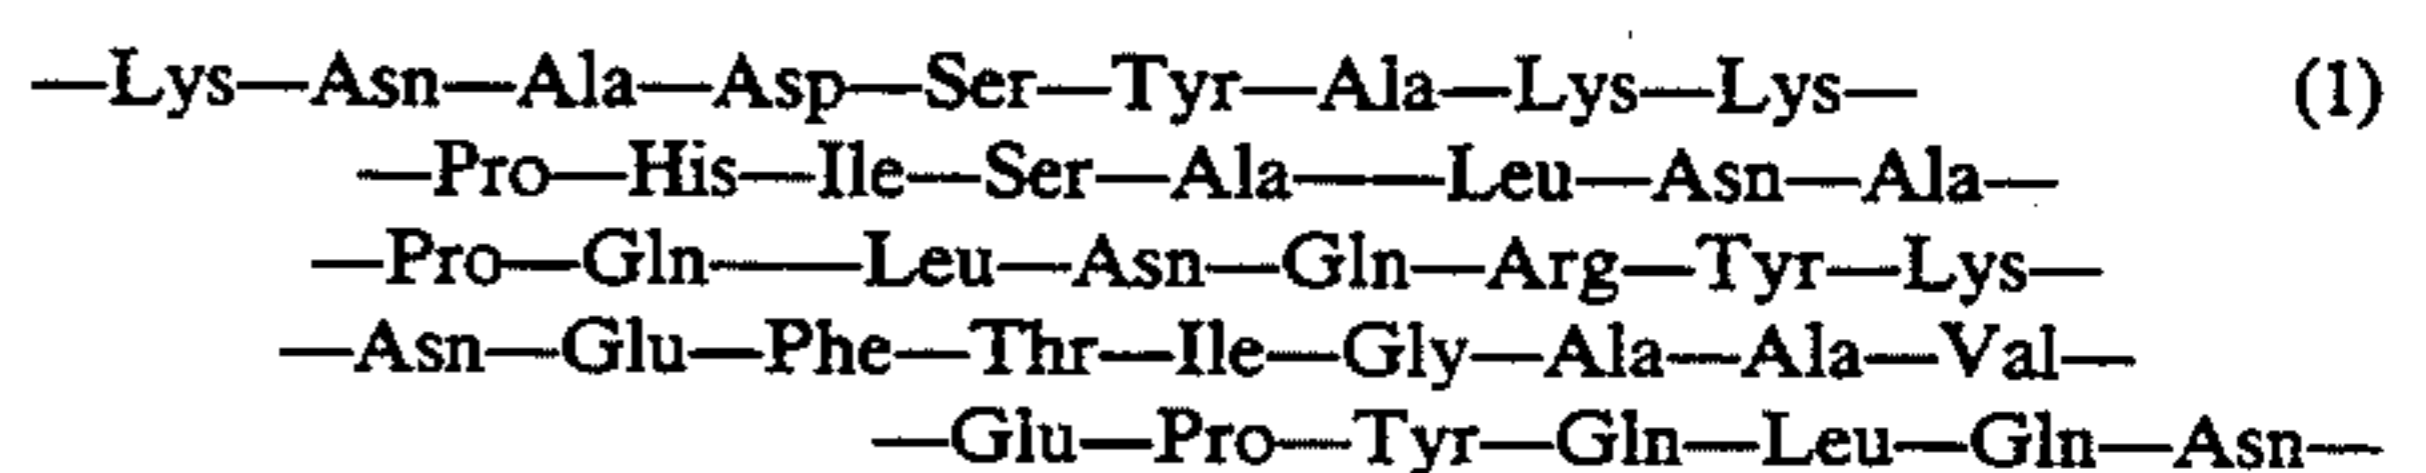 —Lys—Asn—Ala—Asp—Ser—Tyr—Ala—Lys—Lys— (1)
—Pro—His—Ile—Ser—Ala—Leu—Asn—Ala—
—Pro—Gln—Leu—Asn—Gln—Arg—Tyr—Lys—
—Asn—Glu—Phe—Thr—Ile—Gly—Ala—Ala—Val—
—Glu—Pro—Tyr—Gln—Leu—Gln—Asn—